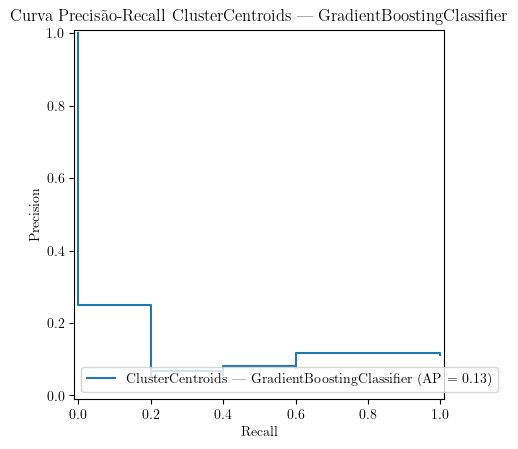 Curva Precisão-Recall ClusterCentroids — GradientBoostingClassifier
1.0
0.8
0.6
0.4
0.2
0.0
Precision
ClusterCentroids — GradientBoostingClassifier (AP = 0.13)
0.0 0.2 0.4 0.6 0.8 1.0
Recall